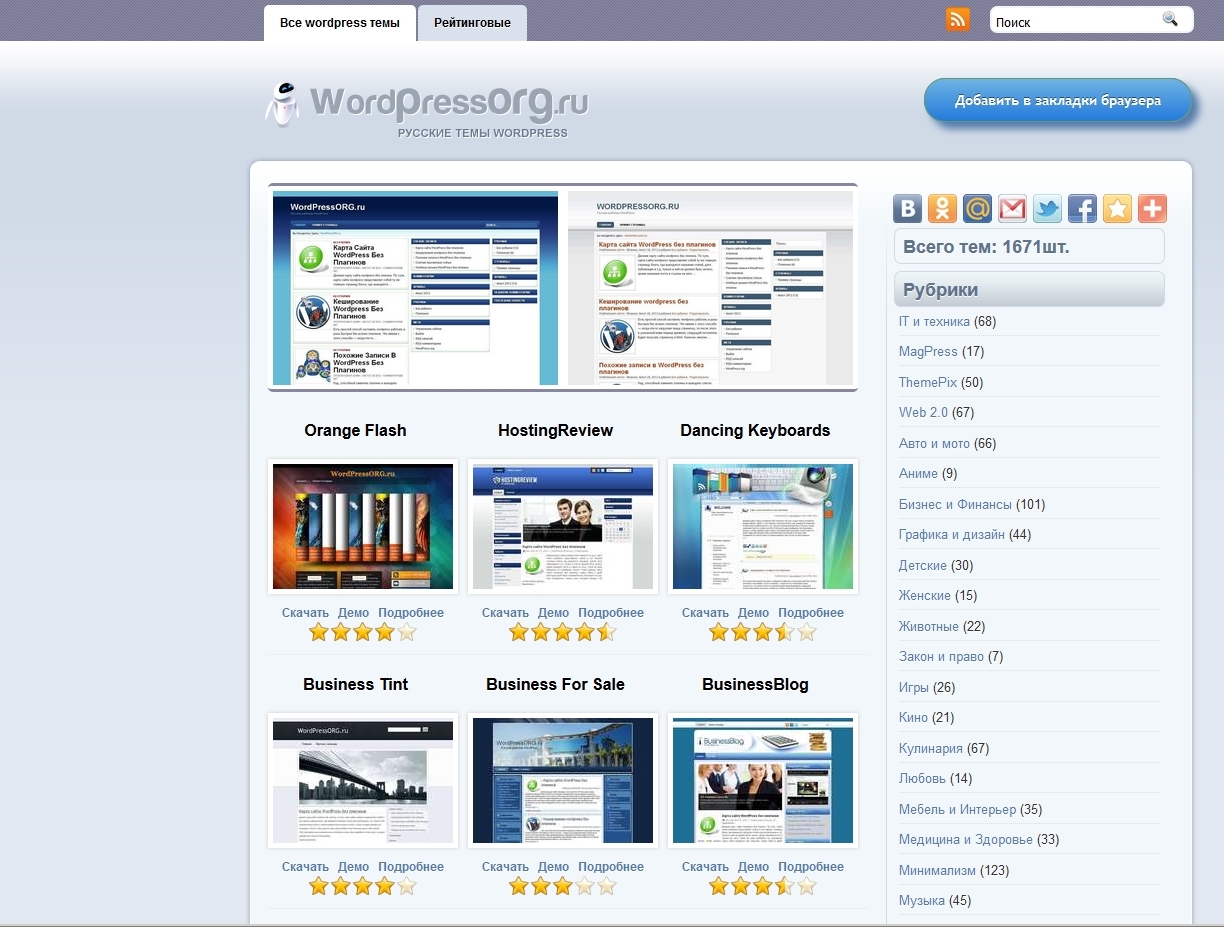 Все wordpress темы
Рейтинговые
Поиск
WordPressORG.ru
РУССКИЕ ТЕМЫ WORDPRESS
Добавить в закладки браузера
WordPressORG.ru
Карта Сайта
WordPress Без
Плагинов
Кеширование
Wordpress Без
Плагинов
Похожие Записи В
WordPress Без
Плагинов
WORDPRESSORG.RU
Карта сайта WordPress без плагинов
Кеширование wordpress без
плагинов
Похожие записи в WordPress без
плагинов
Всего тем: 1671шт.
Рубрики
IT и техника (68)
MagPress (17)
ThemePix (50)
Web 2.0 (67)
Авто и мото (66)
Аниме (9)
Бизнес и Финансы (101)
Графика и дизайн (44)
Детские (30)
Женские (15)
Животные (22)
Закон и право (7)
Игры (26)
Кино (21)
Кулинария (67)
Любовь (14)
Мебель и Интерьер (35)
Медицина и Здоровье (33)
Минимализм (123)
Музыка (45)
Orange Flash
HostingReview
Dancing Keyboards
WordPressORG.ru
HOSTINGREVIEW
Скачать Демо Подробнее
Скачать Демо Подробнее
Скачать Демо Подробнее
Business Tint
Business For Sale
BusinessBlog
WordPressORG.ru
WordPressORG.ru
BusinessBlog
Скачать Демо Подробнее
Скачать Демо Подробнее
Скачать Демо Подробнее